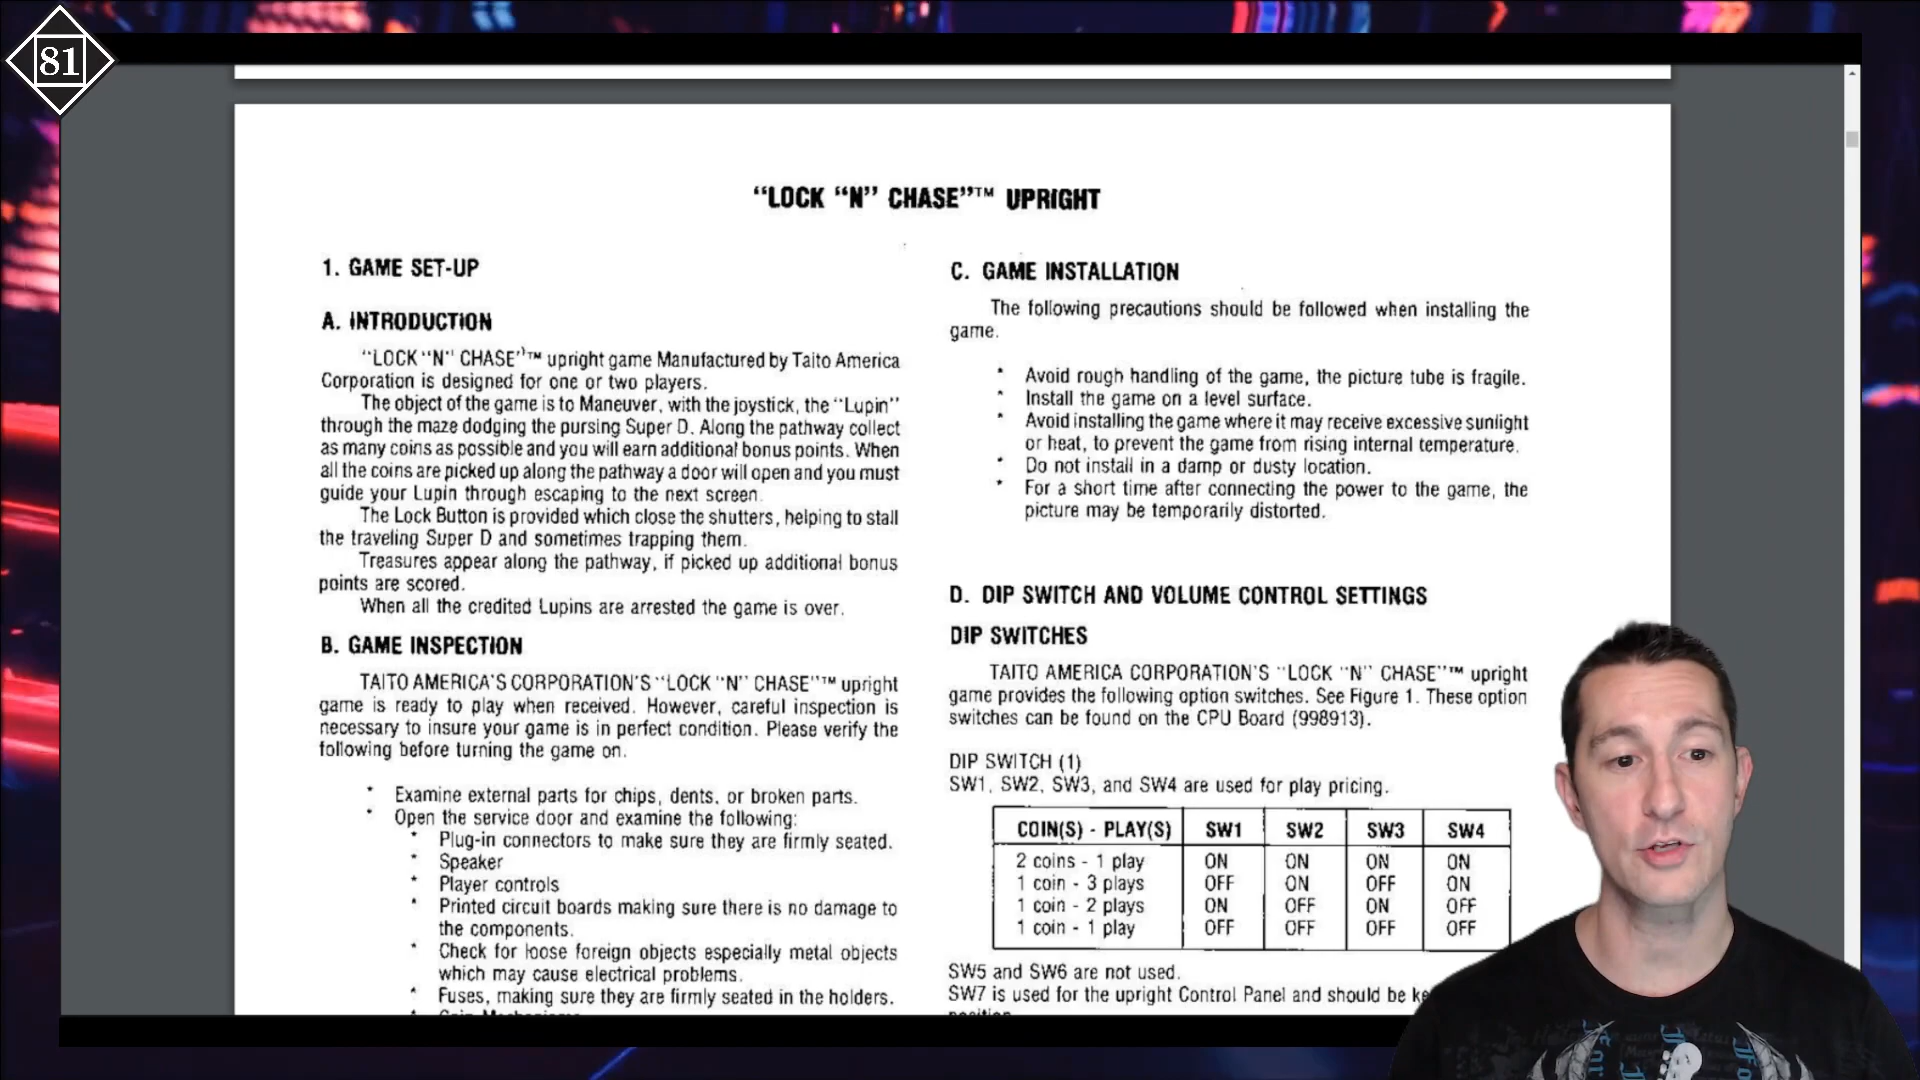 81
“LOCK “N” CHASE”™ UPRIGHT
1. GAME SET-UP
A. INTRODUCTION
“LOCK “N” CHASE”™ upright game Manufactured by Taito America
Corporation is designed for one or two players.
The object of the game is to Maneuver, with the joystick, the “Lupin”
through the maze dodging the pursing Super D. Along the pathway collect
as many coins as possible and you will earn additional bonus points. When
all the coins are picked up along the pathway a door will open and you must
guide your Lupin through escaping to the next screen.
The Lock Button is provided which close the shutters, helping to stall
the traveling Super D and sometimes trapping them.
Treasures appear along the pathway, if picked up additional bonus
points are scored.
When all the credited Lupins are arrested the game is over.
B. GAME INSPECTION
TAITO AMERICA'S CORPORATION'S “LOCK “N” CHASE”™ upright
game is ready to play when received. However, careful inspection is
necessary to insure your game is in perfect condition. Please verify the
following before turning the game on.
* Examine external parts for chips, dents, or broken parts.
* Open the service door and examine the following:
* Plug-in connectors to make sure they are firmly seated.
* Speaker
* Player controls
* Printed circuit boards making sure there is no damage to
the components.
* Check for loose foreign objects especially metal objects
which may cause electrical problems.
* Fuses, making sure they are firmly seated in the holders.
C. GAME INSTALLATION
The following precautions should be followed when installing the
game.
* Avoid rough handling of the game, the picture tube is fragile.
* Install the game on a level surface.
* Avoid installing the game where it may receive excessive sunlight
or heat, to prevent the game from rising internal temperature.
* Do not install in a damp or dusty location.
* For a short time after connecting the power to the game, the
picture may be temporarily distorted.
D. DIP SWITCH AND VOLUME CONTROL SETTINGS
DIP SWITCHES
TAITO AMERICA CORPORATION'S “LOCK “N” CHASE”™ upright
game provides the following option switches. See Figure 1. These option
switches can be found on the CPU Board (998913).
DIP SWITCH (1)
SW1, SW2, SW3, and SW4 are used for play pricing.
COIN(S) - PLAY(S) SW1 SW2 SW3 SW4
2 coins - 1 play ON ON ON ON
1 coin - 3 plays OFF ON OFF ON
1 coin - 2 plays ON OFF ON OFF
1 coin - 1 play OFF OFF OFF OFF
SW5 and SW6 are not used.
SW7 is used for the upright Control Panel and should be